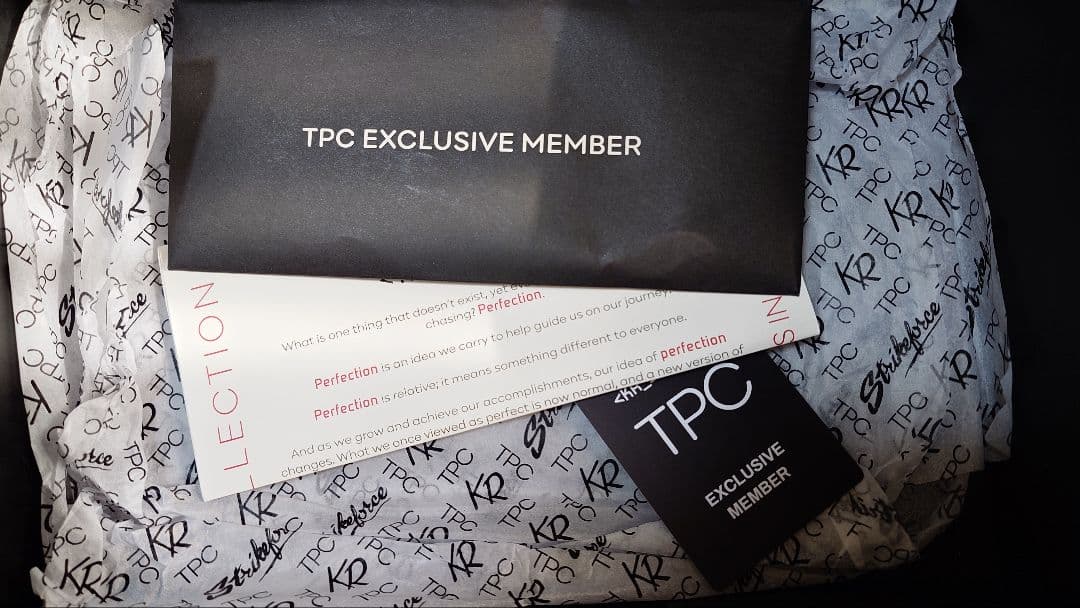 TPC EXCLUSIVE MEMBER
What is one thing that doesn't exist, yet
chasing? Perfection.
Perfection is an idea we carry to help guide us on our journey
Perfection is relative; it means something different to everyone.
And as we grow and achieve our accomplishments, our idea of perfection
changes. What we once viewed as perfect is now normal, and a new version of
LECTION
SIN
TPC
EXCLUSIVE
MEMBER
KR
TPC
Strikeforce